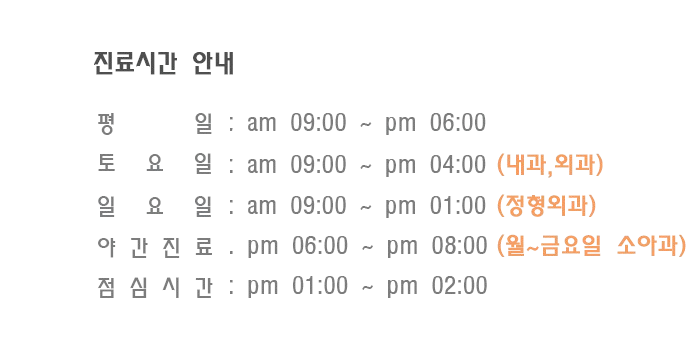 진료시간 안내
평 일 : am 09:00 ~ pm 06:00
토 요 일 : am 09:00 ~ pm 04:00 (내과,외과)
일 요 일 : am 09:00 ~ pm 01:00 (정형외과)
야 간 진 료 . pm 06:00 ~ pm 08:00 (월~금요일 소아과)
점 심 시 간 : pm 01:00 ~ pm 02:00